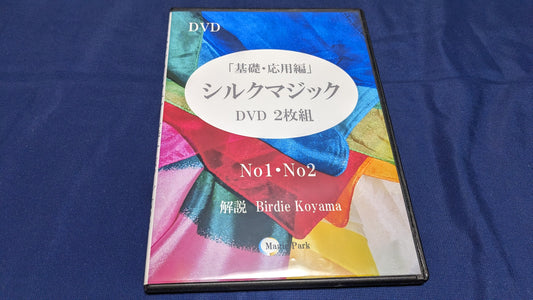 DVD
「基礎・応用編」
シルクマジック
DVD 2枚組
No1・No2
解説 Birdie Koyama
Magic Park